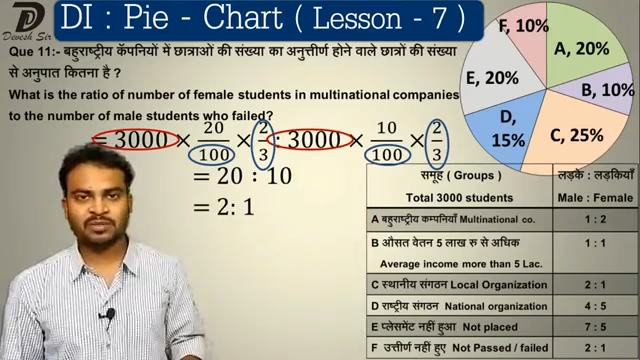 D
Devesh Sir
DI : Pie - Chart ( Lesson - 7 )
Que 11:- बहुराष्ट्रीय कॅपनियों में छात्राओं की संख्या का अनुत्तीर्ण होने वाले छात्रों की संख्या
से अनुपात कितना है ?
What is the ratio of number of female students in multinational companies
to the number of male students who failed?
= 3000 × 20/100 × 2/3 : 3000 × 10/100 × 2/3
= 20 : 10
= 2: 1
F, 10%
A, 20%
B, 10%
C, 25%
D, 15%
E, 20%
समूह ( Groups )
Total 3000 students
लड़के : लड़कियाँ
Male : Female
A बहुराष्ट्रीय कम्पनियाँ Multinational co. 1 : 2
B औसत वेतन 5 लाख रु से अधिक 1 : 1
Average income more than 5 Lac.
C स्थानीय संगठन Local Organization 2 : 1
D राष्ट्रीय संगठन National organization 4 : 5
E प्लेसमेंट नहीं हुआ Not placed 7 : 5
F उत्तीर्ण नहीं हुए Not Passed / failed 2 : 1